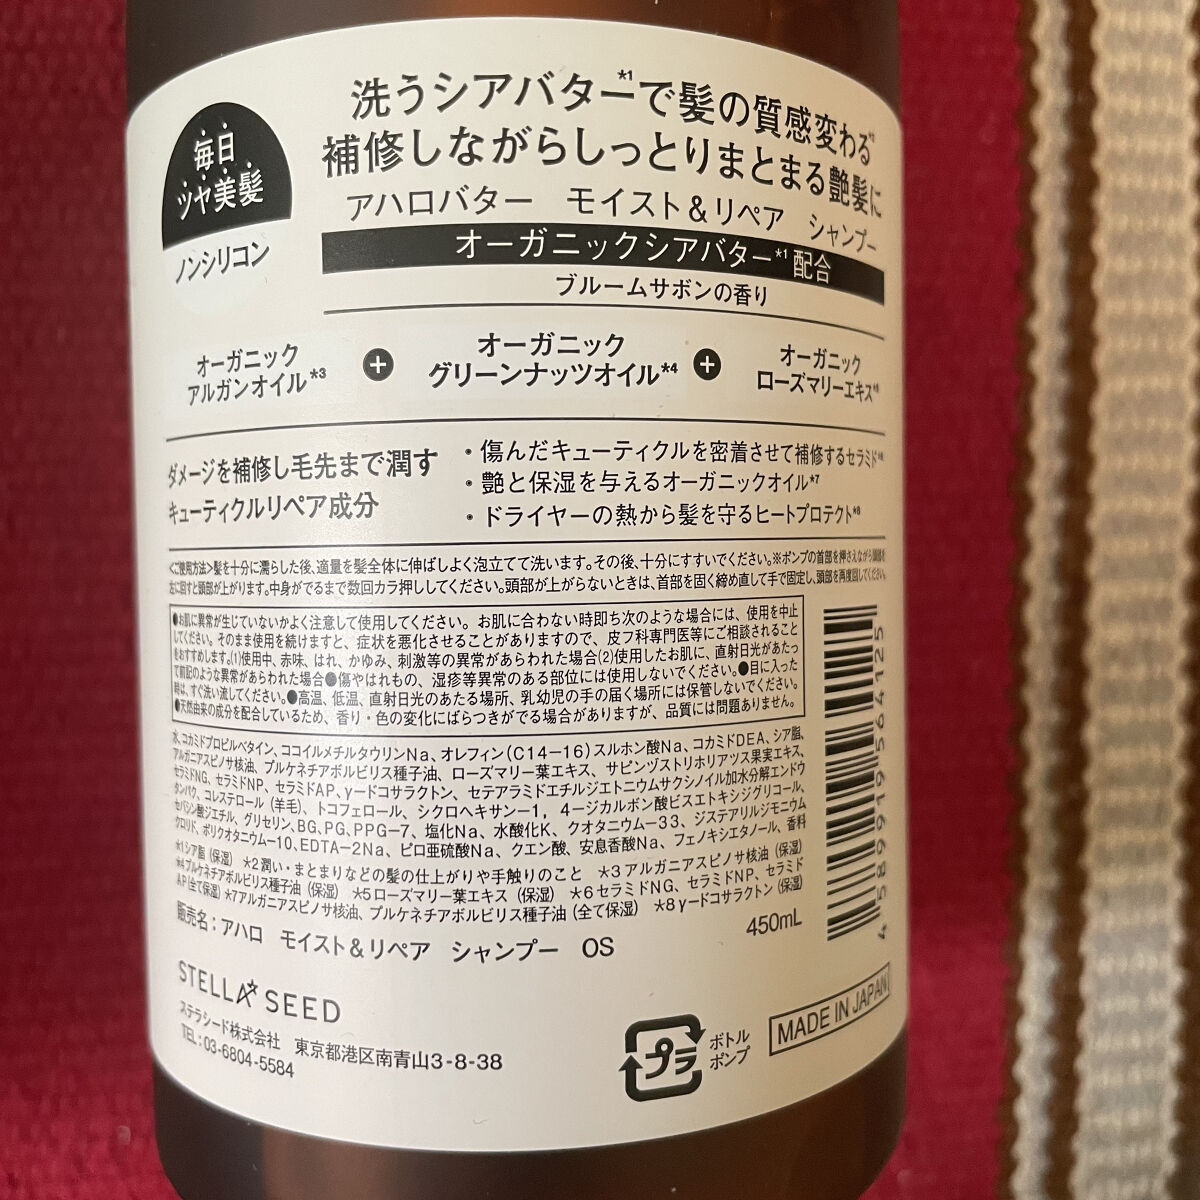 毎日
ツヤ美髪
ノンシリコン
洗うシアバター*1で髪の質感変わる*2
補修しながらしっとりまとまる艶髪に
アハロバター　モイスト＆リペア　シャンプー
オーガニックシアバター*1配合
ブルームサボンの香り
オーガニック
アルガンオイル*3
+
オーガニック
グリーンナッツオイル*4
+
オーガニック
ローズマリーエキス*5
ダメージを補修し毛先まで潤す
キューティクルリペア成分
・傷んだキューティクルを密着させて補修するセラミド*6
・艶と保湿を与えるオーガニックオイル*7
・ドライヤーの熱から髪を守るヒートプロテクト*8
<ご使用方法>髪を十分に濡らした後、適量を髪全体に伸ばしよく泡立てて洗います。その後、十分にすすいでください。※ポンプの首部を押さえながら頭部を
左に回すと頭部が上がります。中身がでるまで数回カラ押ししてください。頭部が上がらないときは、首部を固く締め直して手で固定し、頭部を再度回してください。
●お肌に異常が生じていないかよく注意して使用してください。お肌に合わない時即ち次のような場合には、使用を中止
してください。そのまま使用を続けますと、症状を悪化させることがありますので、皮フ科専門医等にご相談されること
をおすすめします。(1)使用中、赤味、はれ、かゆみ、刺激等の異常があらわれた場合(2)使用したお肌に、直射日光があたっ
て前記のような異常があらわれた場合●傷やはれもの、湿疹等異常のある部位には使用しないでください。●目に入った
時は、すぐ洗い流してください。●高温、低温、直射日光のあたる場所、乳幼児の手の届く場所には保管しないでください。
●天然由来の成分を配合しているため、香り・色の変化にばらつきがでる場合がありますが、品質には問題ありません。
水、コカミドプロピルベタイン、ココイルメチルタウリンNa、オレフィン(C14-16)スルホン酸Na、コカミドDEA、シア脂、
アルガニアスピノサ核油、プルケネチアボルビリス種子油、ローズマリー葉エキス、サピンヅストリホリアツス果実エキス、
セラミドNG、セラミドNP、セラミドAP、γ-ドコサラクトン、セテアラミドエチルジエトニウムサクシノイル加水分解エンドウ
タンパク、コレステロール（羊毛）、トコフェロール、シクロヘキサン-1，4-ジカルボン酸ビスエトキシジグリコール、
セバシン酸ジエチル、グリセリン、BG、PG、PPG-7、塩化Na、水酸化K、クオタニウム-33、ジステアリルジモニウム
クロリド、ポリクオタニウム-10、EDTA-2Na、ピロ亜硫酸Na、クエン酸、安息香酸Na、フェノキシエタノール、香料
*1シア脂（保湿） *2潤い・まとまりなどの髪の仕上がりや手触りのこと *3アルガニアスピノサ核油（保湿）
*4プルケネチアボルビリス種子油（保湿） *5ローズマリー葉エキス（保湿） *6セラミドNG、セラミドNP、セラミド
AP（全て保湿） *7アルガニアスピノサ核油、プルケネチアボルビリス種子油（全て保湿） *8γ-ドコサラクトン（保湿）
販売名：アハロ　モイスト＆リペア　シャンプー　OS
450mL
4 589919 564125
STELLA SEED
ステラシード株式会社　東京都港区南青山3-8-38
TEL：03-6804-5584
プラ
ボトル
ポンプ
MADE IN JAPAN